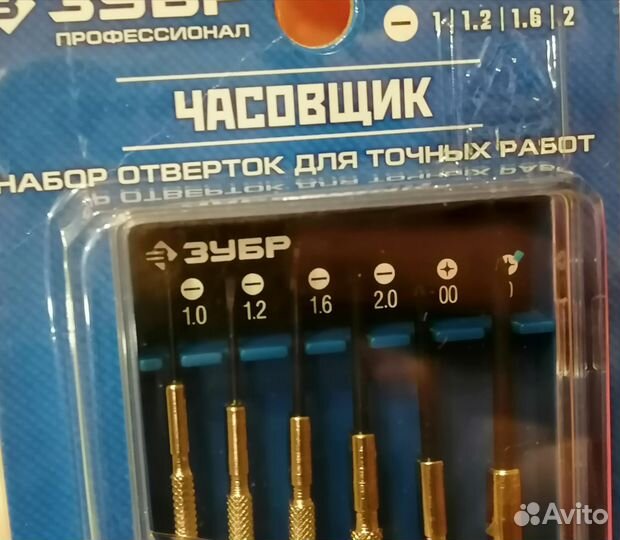 ЗУБР
ПРОФЕССИОНАЛ
1 | 1.2 | 1.6 | 2
ЧАСОВЩИК
НАБОР ОТВЕРТОК ДЛЯ ТОЧНЫХ РАБОТ
ЗУБР
1.0 1.2 1.6 2.0 00
Avito